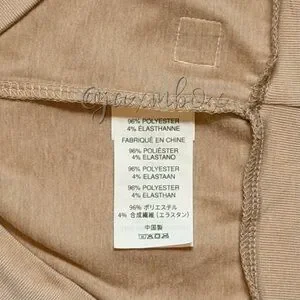 @jazmbox
96% POLYESTER
4% ELASTHANNE
FABRIQUÉ EN CHINE
96% POLIÉSTER
4% ELASTANO
96% POLYESTER
4% ELASTAAN
96% POLYESTER
4% ELASTHAN
96% ポリエステル
4% 合成繊維（エラスタン）
中国製